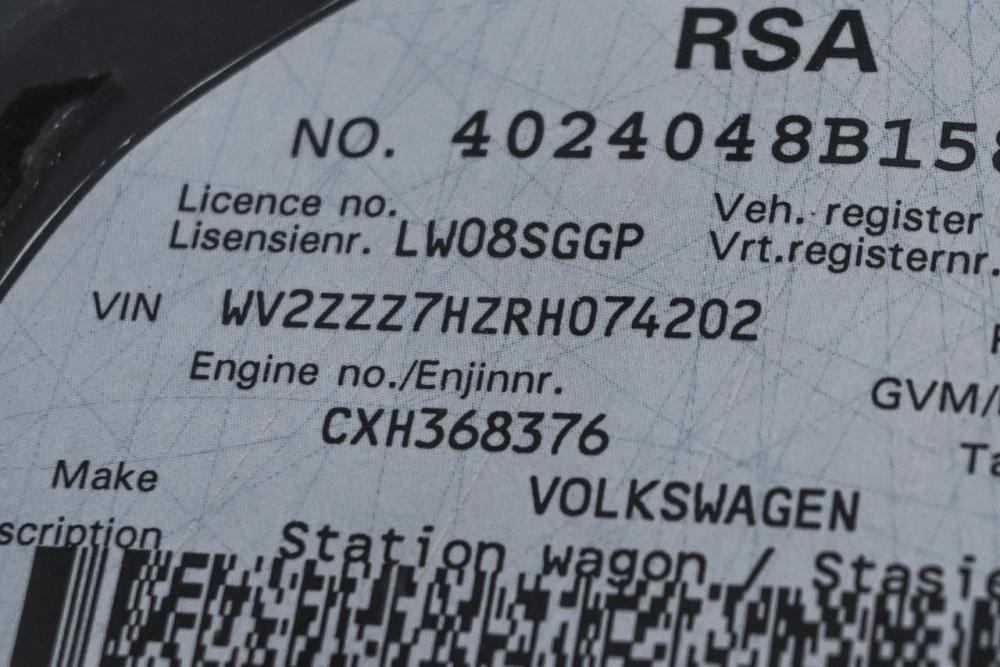 RSA
NO. 4024048B158
Licence no. Veh. register
Lisensienr. LW08SGGP Vrt.registernr.
VIN WV2ZZZ7HZRH074202
Engine no./Enjinnr.
GVM/
CXH368376
Make VOLKSWAGEN
scription Station wagon / Stasie